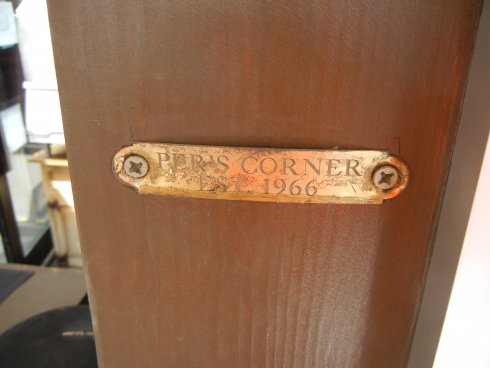 PER'S CORNER
EST. 1966